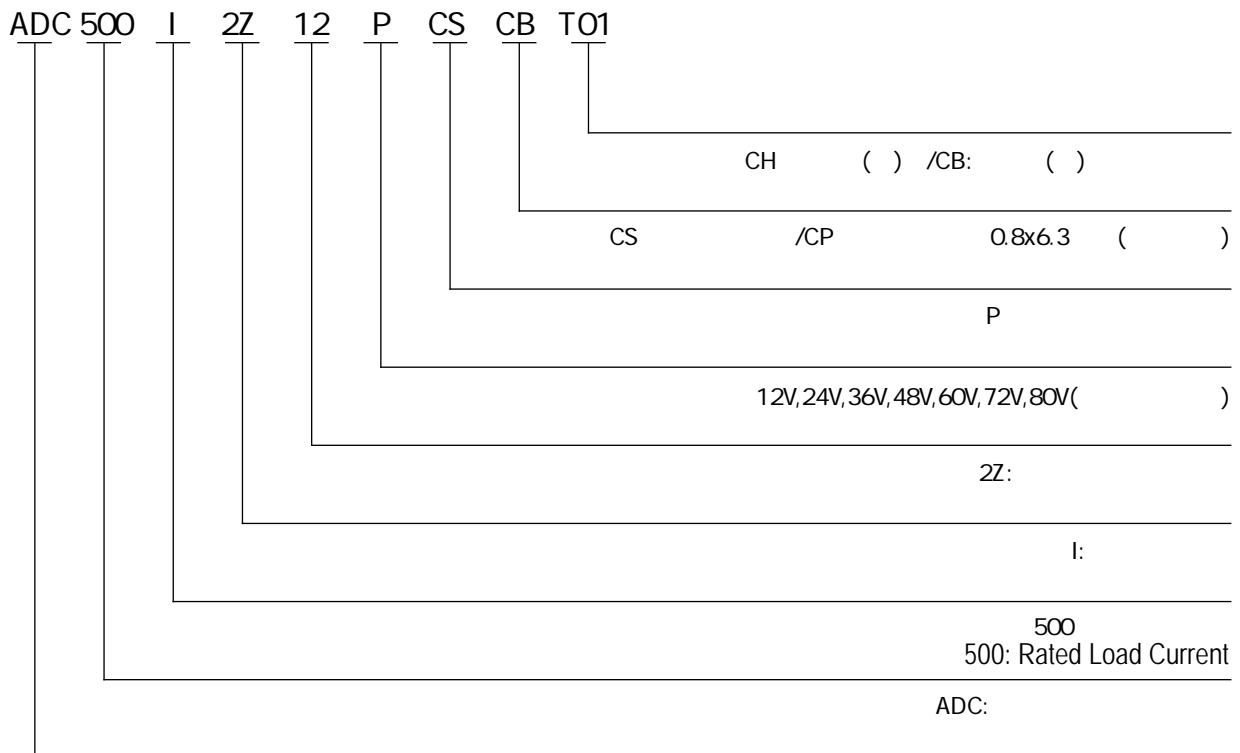 ADC 500 I 2Z 12 P CS CB T01
CH ( ) /CB: ( )
CS /CP 0.8x6.3 ( )
P
12V,24V,36V,48V,60V,72V,80V( )
2Z:
I:
500
500: Rated Load Current
ADC: